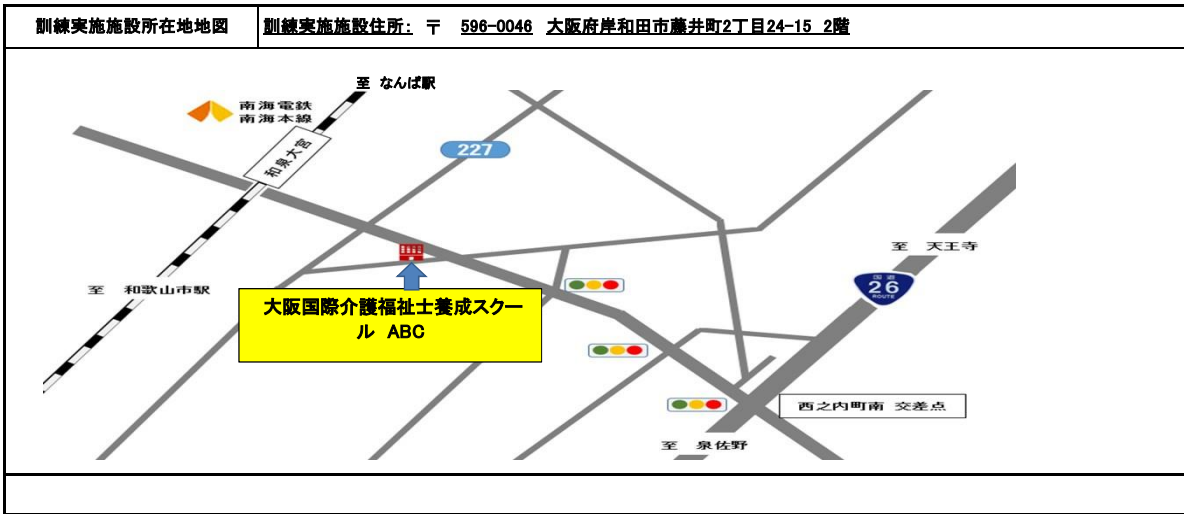 訓練実施施設所在地地図
訓練実施施設住所: 〒 596-0046 大阪府岸和田市藤井町2丁目24-15 2階
至 なんば駅
南海電鉄
南海本線
和泉大宮
227
至 天王寺
国道
26
ROUTE
至 和歌山市駅
大阪国際介護福祉士養成スクー
ル ABC
西之内町南 交差点
至 泉佐野